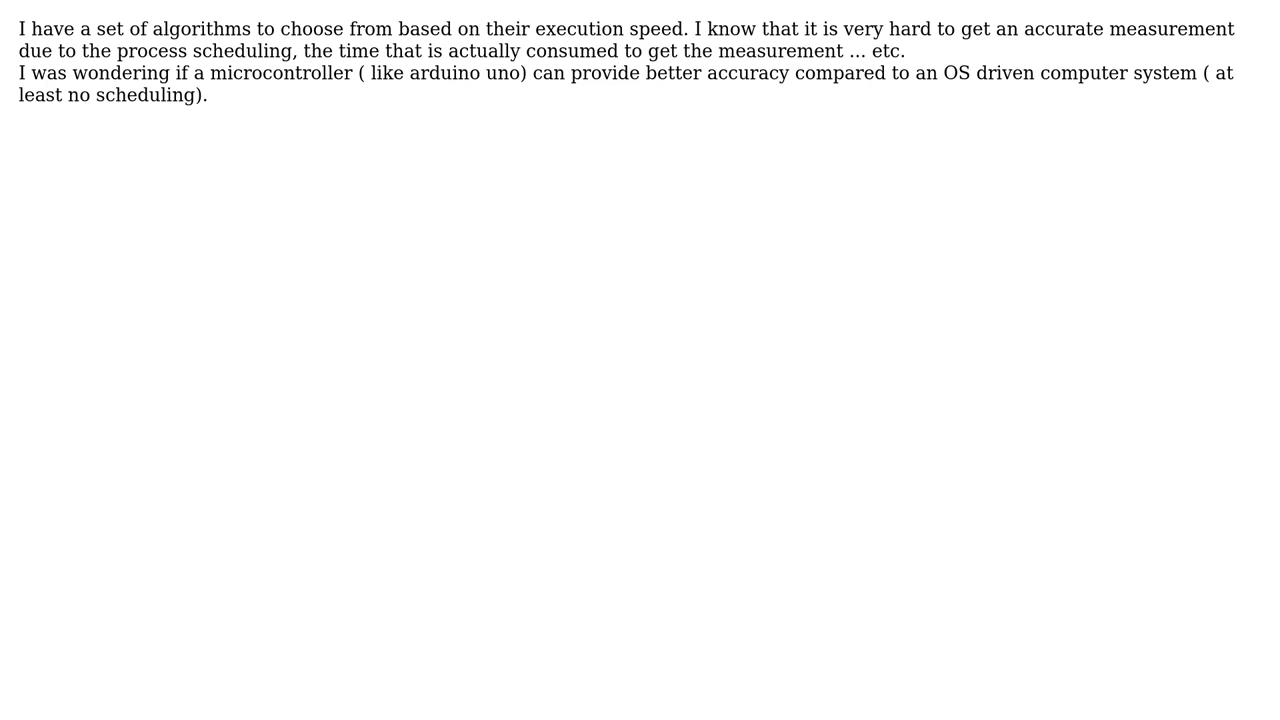 I have a set of algorithms to choose from based on their execution speed. I know that it is very hard to get an accurate measurement
due to the process scheduling, the time that is actually consumed to get the measurement ... etc.
I was wondering if a microcontroller ( like arduino uno) can provide better accuracy compared to an OS driven computer system ( at
least no scheduling).